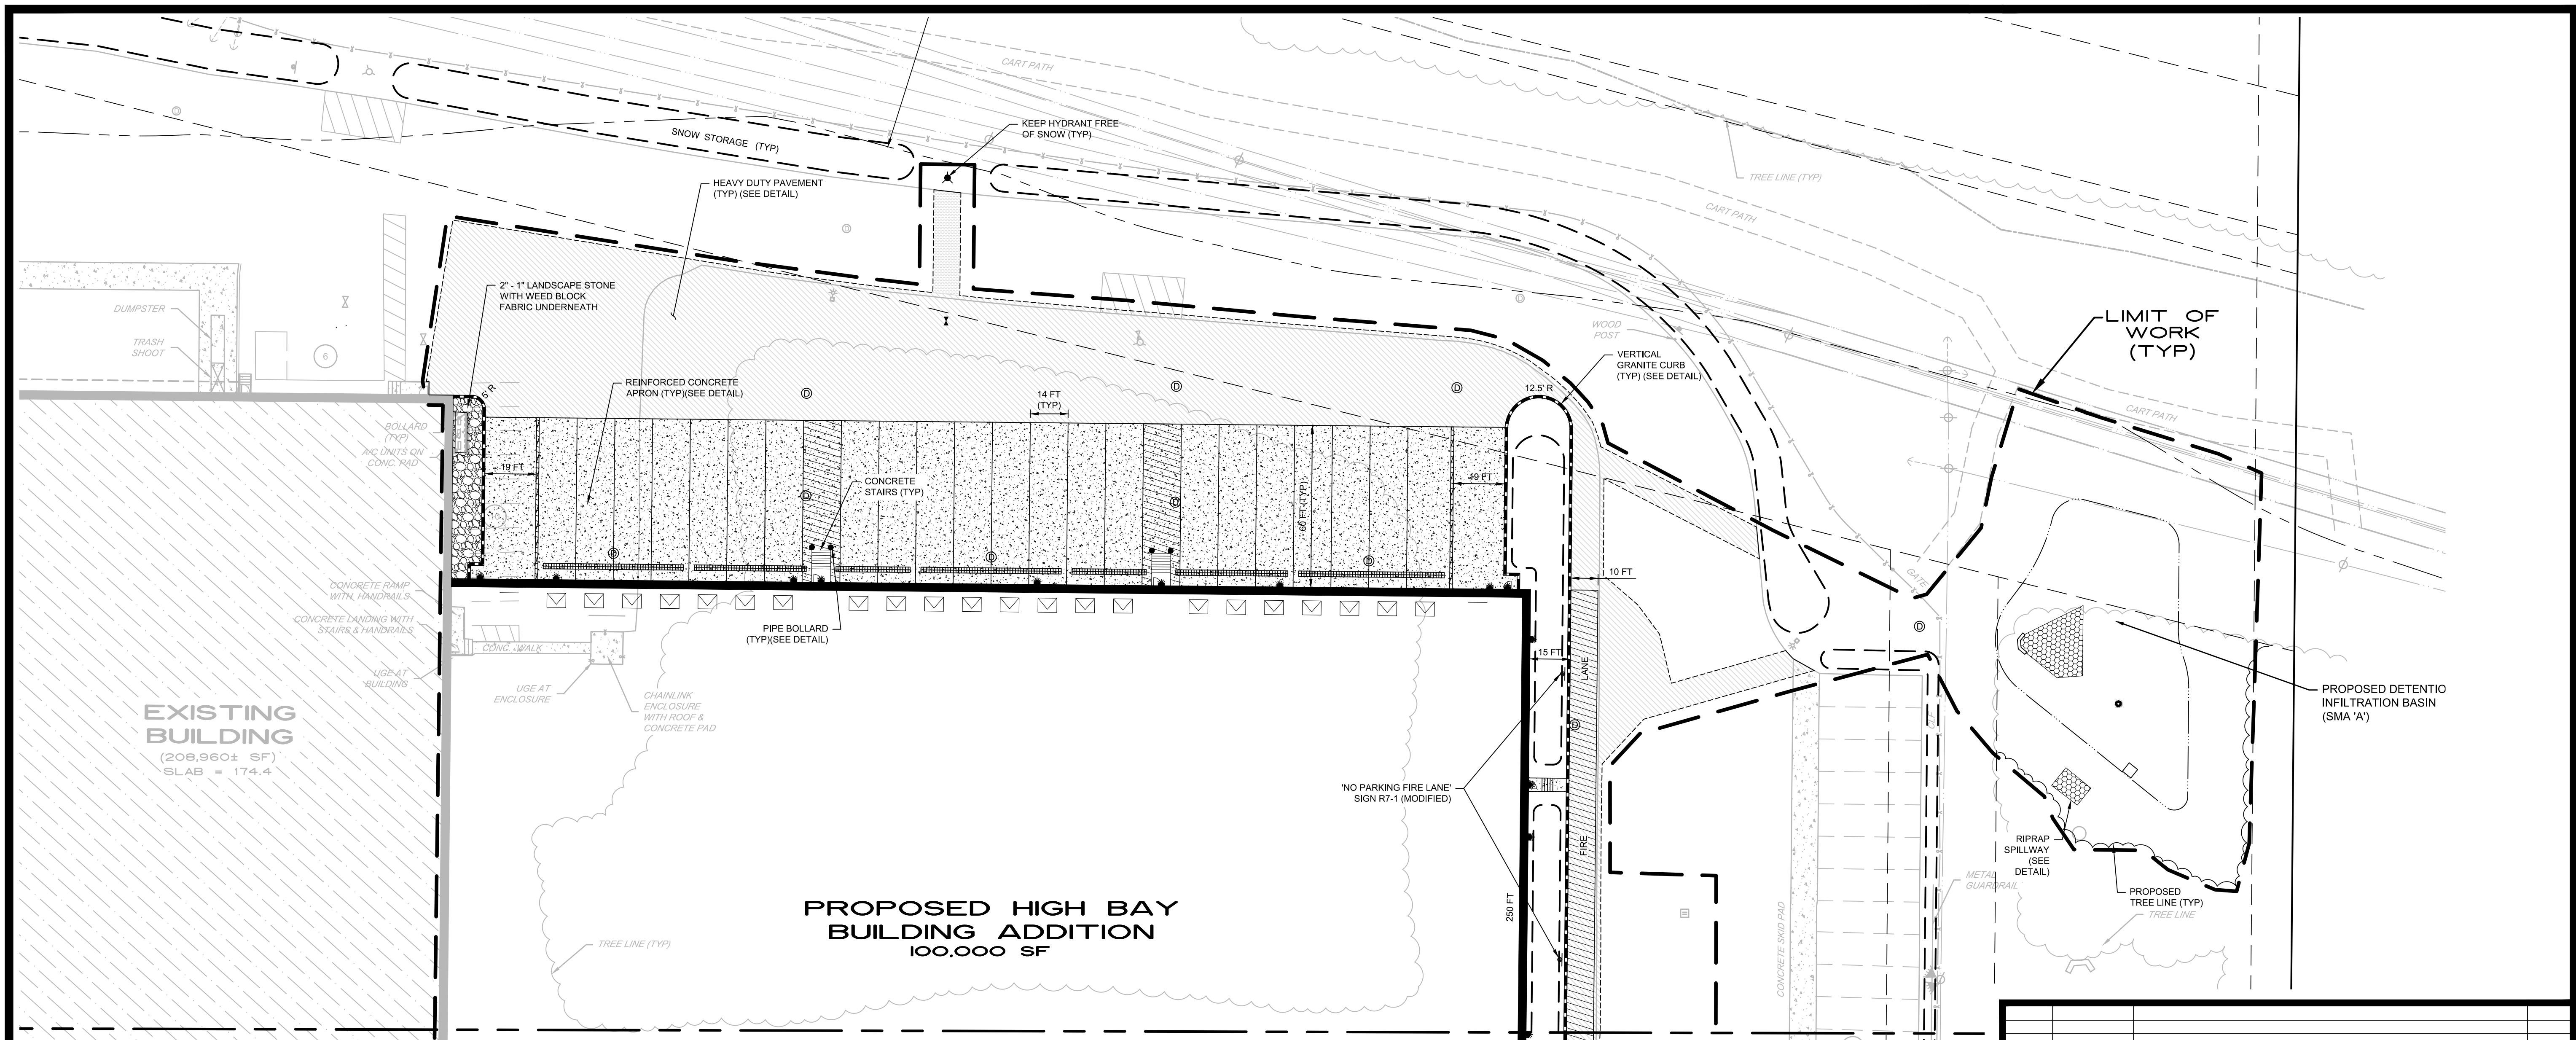 CART PATH
SNOW STORAGE (TYP)
KEEP HYDRANT FREE
OF SNOW (TYP)
TREE LINE (TYP)
HEAVY DUTY PAVEMENT
(TYP) (SEE DETAIL)
CART PATH
2" - 1" LANDSCAPE STONE
WITH WEED BLOCK
FABRIC UNDERNEATH
DUMPSTER
TRASH
SHOOT
6
WOOD
POST
LIMIT OF
WORK
(TYP)
VERTICAL
GRANITE CURB
(TYP) (SEE DETAIL)
5' R
REINFORCED CONCRETE
APRON (TYP)(SEE DETAIL)
D
D
D
14 FT
(TYP)
12.5' R
CART PATH
BOLLARD
(TYP)
A/C UNITS ON
CONC. PAD
19 FT
CONCRETE
STAIRS (TYP)
D
D
60 FT (TYP)
19 FT
D
D
D
CONCRETE RAMP
WITH HANDRAILS
CONCRETE LANDING WITH
STAIRS & HANDRAILS
CONC. WALK
UGE AT
BUILDING
UGE AT
ENCLOSURE
CHAINLINK
ENCLOSURE
WITH ROOF &
CONCRETE PAD
PIPE BOLLARD
(TYP)(SEE DETAIL)
10 FT
GATE
D
15 FT
LANE
D
PROPOSED DETENTIO
INFILTRATION BASIN
(SMA 'A')
EXISTING
BUILDING
(208,960± SF)
SLAB = 174.4
'NO PARKING FIRE LANE'
SIGN R7-1 (MODIFIED)
FIRE
RIPRAP
SPILLWAY
(SEE
DETAIL)
METAL
GUARDRAIL
PROPOSED
TREE LINE (TYP)
TREE LINE
250 FT
CONCRETE SKID PAD
PROPOSED HIGH BAY
BUILDING ADDITION
100,000 SF
TREE LINE (TYP)